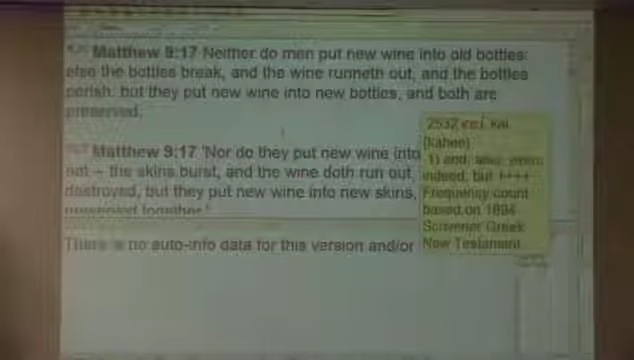 Matthew 9:17 Neither do men put new wine into old bottles:
else the bottles break, and the wine runneth out, and the bottles
perish: but they put new wine into new bottles, and both are
preserved.
Matthew 9:17 'Nor do they put new wine into
the skins burst, and the wine doth run out,
destroyed, but they put new wine into new skins,
together
There is no auto-info data for this version and/or
2532 καί kai
1) and, also, even
indeed, but ++++
Frequency count
based on 1894
Scrivener Greek
New Testament